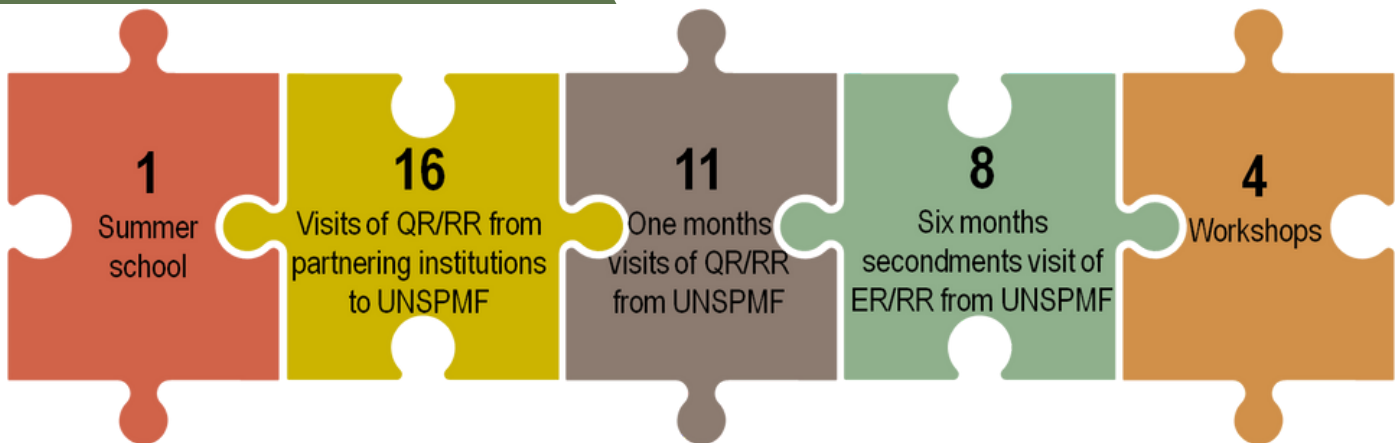 1
Summer
school
16
Visits of QR/RR from
partnering institutions
to UNSPMF
11
One months
visits of QR/RR
from UNSPMF
8
Six months
secondments visit of
ER/RR from UNSPMF
4
Workshops